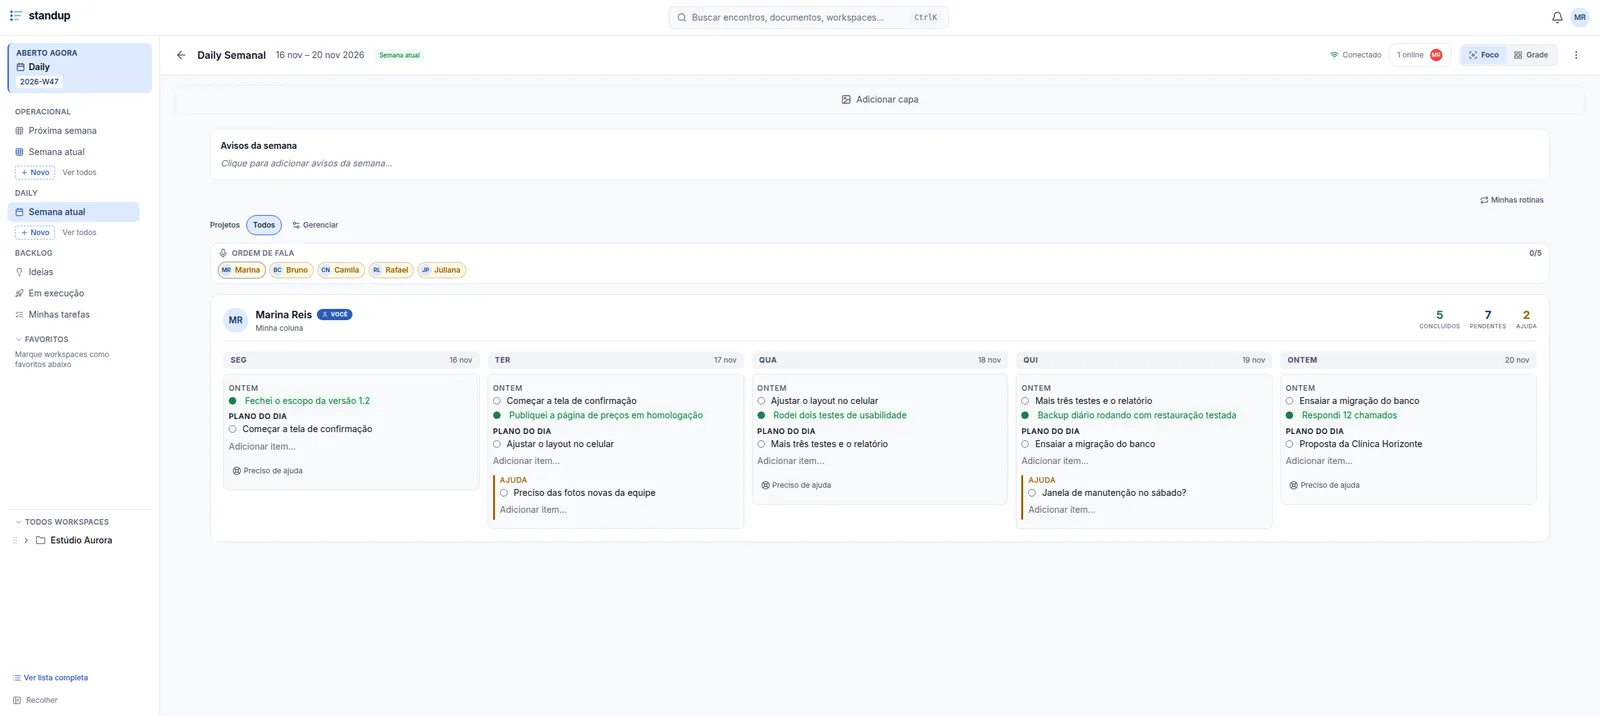 standup
Buscar encontros, documentos, workspaces...
CtrlK
MR
ABERTO AGORA
Daily
2026-W47
OPERACIONAL
Próxima semana
Semana atual
+ Novo
Ver todos
DAILY
Semana atual
+ Novo
Ver todos
BACKLOG
Ideias
Em execução
Minhas tarefas
FAVORITOS
Marque workspaces como
favoritos abaixo
TODOS WORKSPACES
Estúdio Aurora
Ver lista completa
Recolher
Daily Semanal
16 nov – 20 nov 2026
Semana atual
Conectado
1 online
MR
Foco
Grade
Adicionar capa
Avisos da semana
Clique para adicionar avisos da semana...
Minhas rotinas
Projetos
Todos
Gerenciar
ORDEM DE FALA
0/5
MR Marina
BC Bruno
CN Camila
RL Rafael
JP Juliana
MR
Marina Reis
VOCÊ
Minha coluna
5
CONCLUÍDOS
7
PENDENTES
2
AJUDA
SEG
16 nov
ONTEM
Fechei o escopo da versão 1.2
PLANO DO DIA
Começar a tela de confirmação
Adicionar item...
Preciso de ajuda
TER
17 nov
ONTEM
Começar a tela de confirmação
Publiquei a página de preços em homologação
PLANO DO DIA
Ajustar o layout no celular
Adicionar item...
AJUDA
Preciso das fotos novas da equipe
Adicionar item...
QUA
18 nov
ONTEM
Ajustar o layout no celular
Rodei dois testes de usabilidade
PLANO DO DIA
Mais três testes e o relatório
Adicionar item...
Preciso de ajuda
QUI
19 nov
ONTEM
Mais três testes e o relatório
Backup diário rodando com restauração testada
PLANO DO DIA
Ensaiar a migração do banco
Adicionar item...
AJUDA
Janela de manutenção no sábado?
Adicionar item...
ONTEM
20 nov
ONTEM
Ensaiar a migração do banco
Respondi 12 chamados
PLANO DO DIA
Proposta da Clínica Horizonte
Adicionar item...
Preciso de ajuda